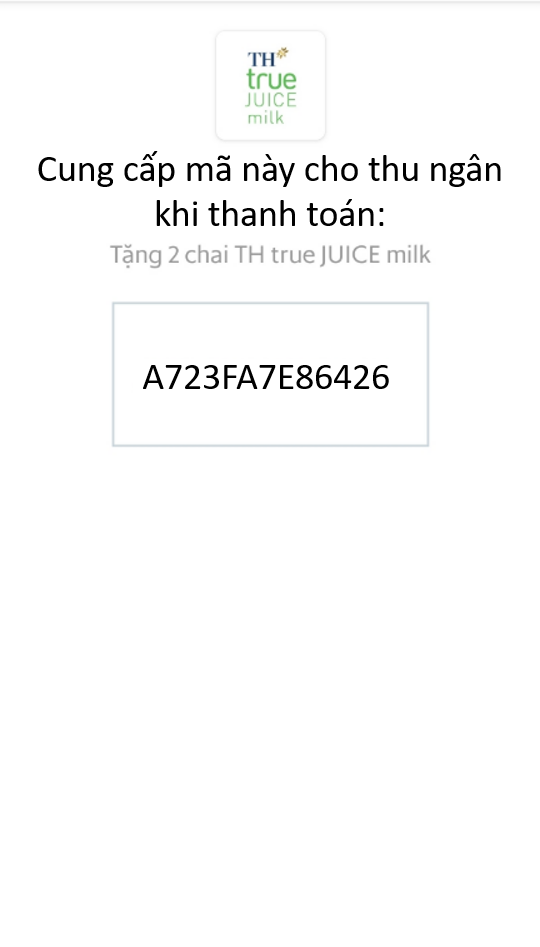 TH
true
JUICE
milk
Cung cấp mã này cho thu ngân
khi thanh toán:
Tặng 2 chai TH true JUICE milk
A723FA7E86426